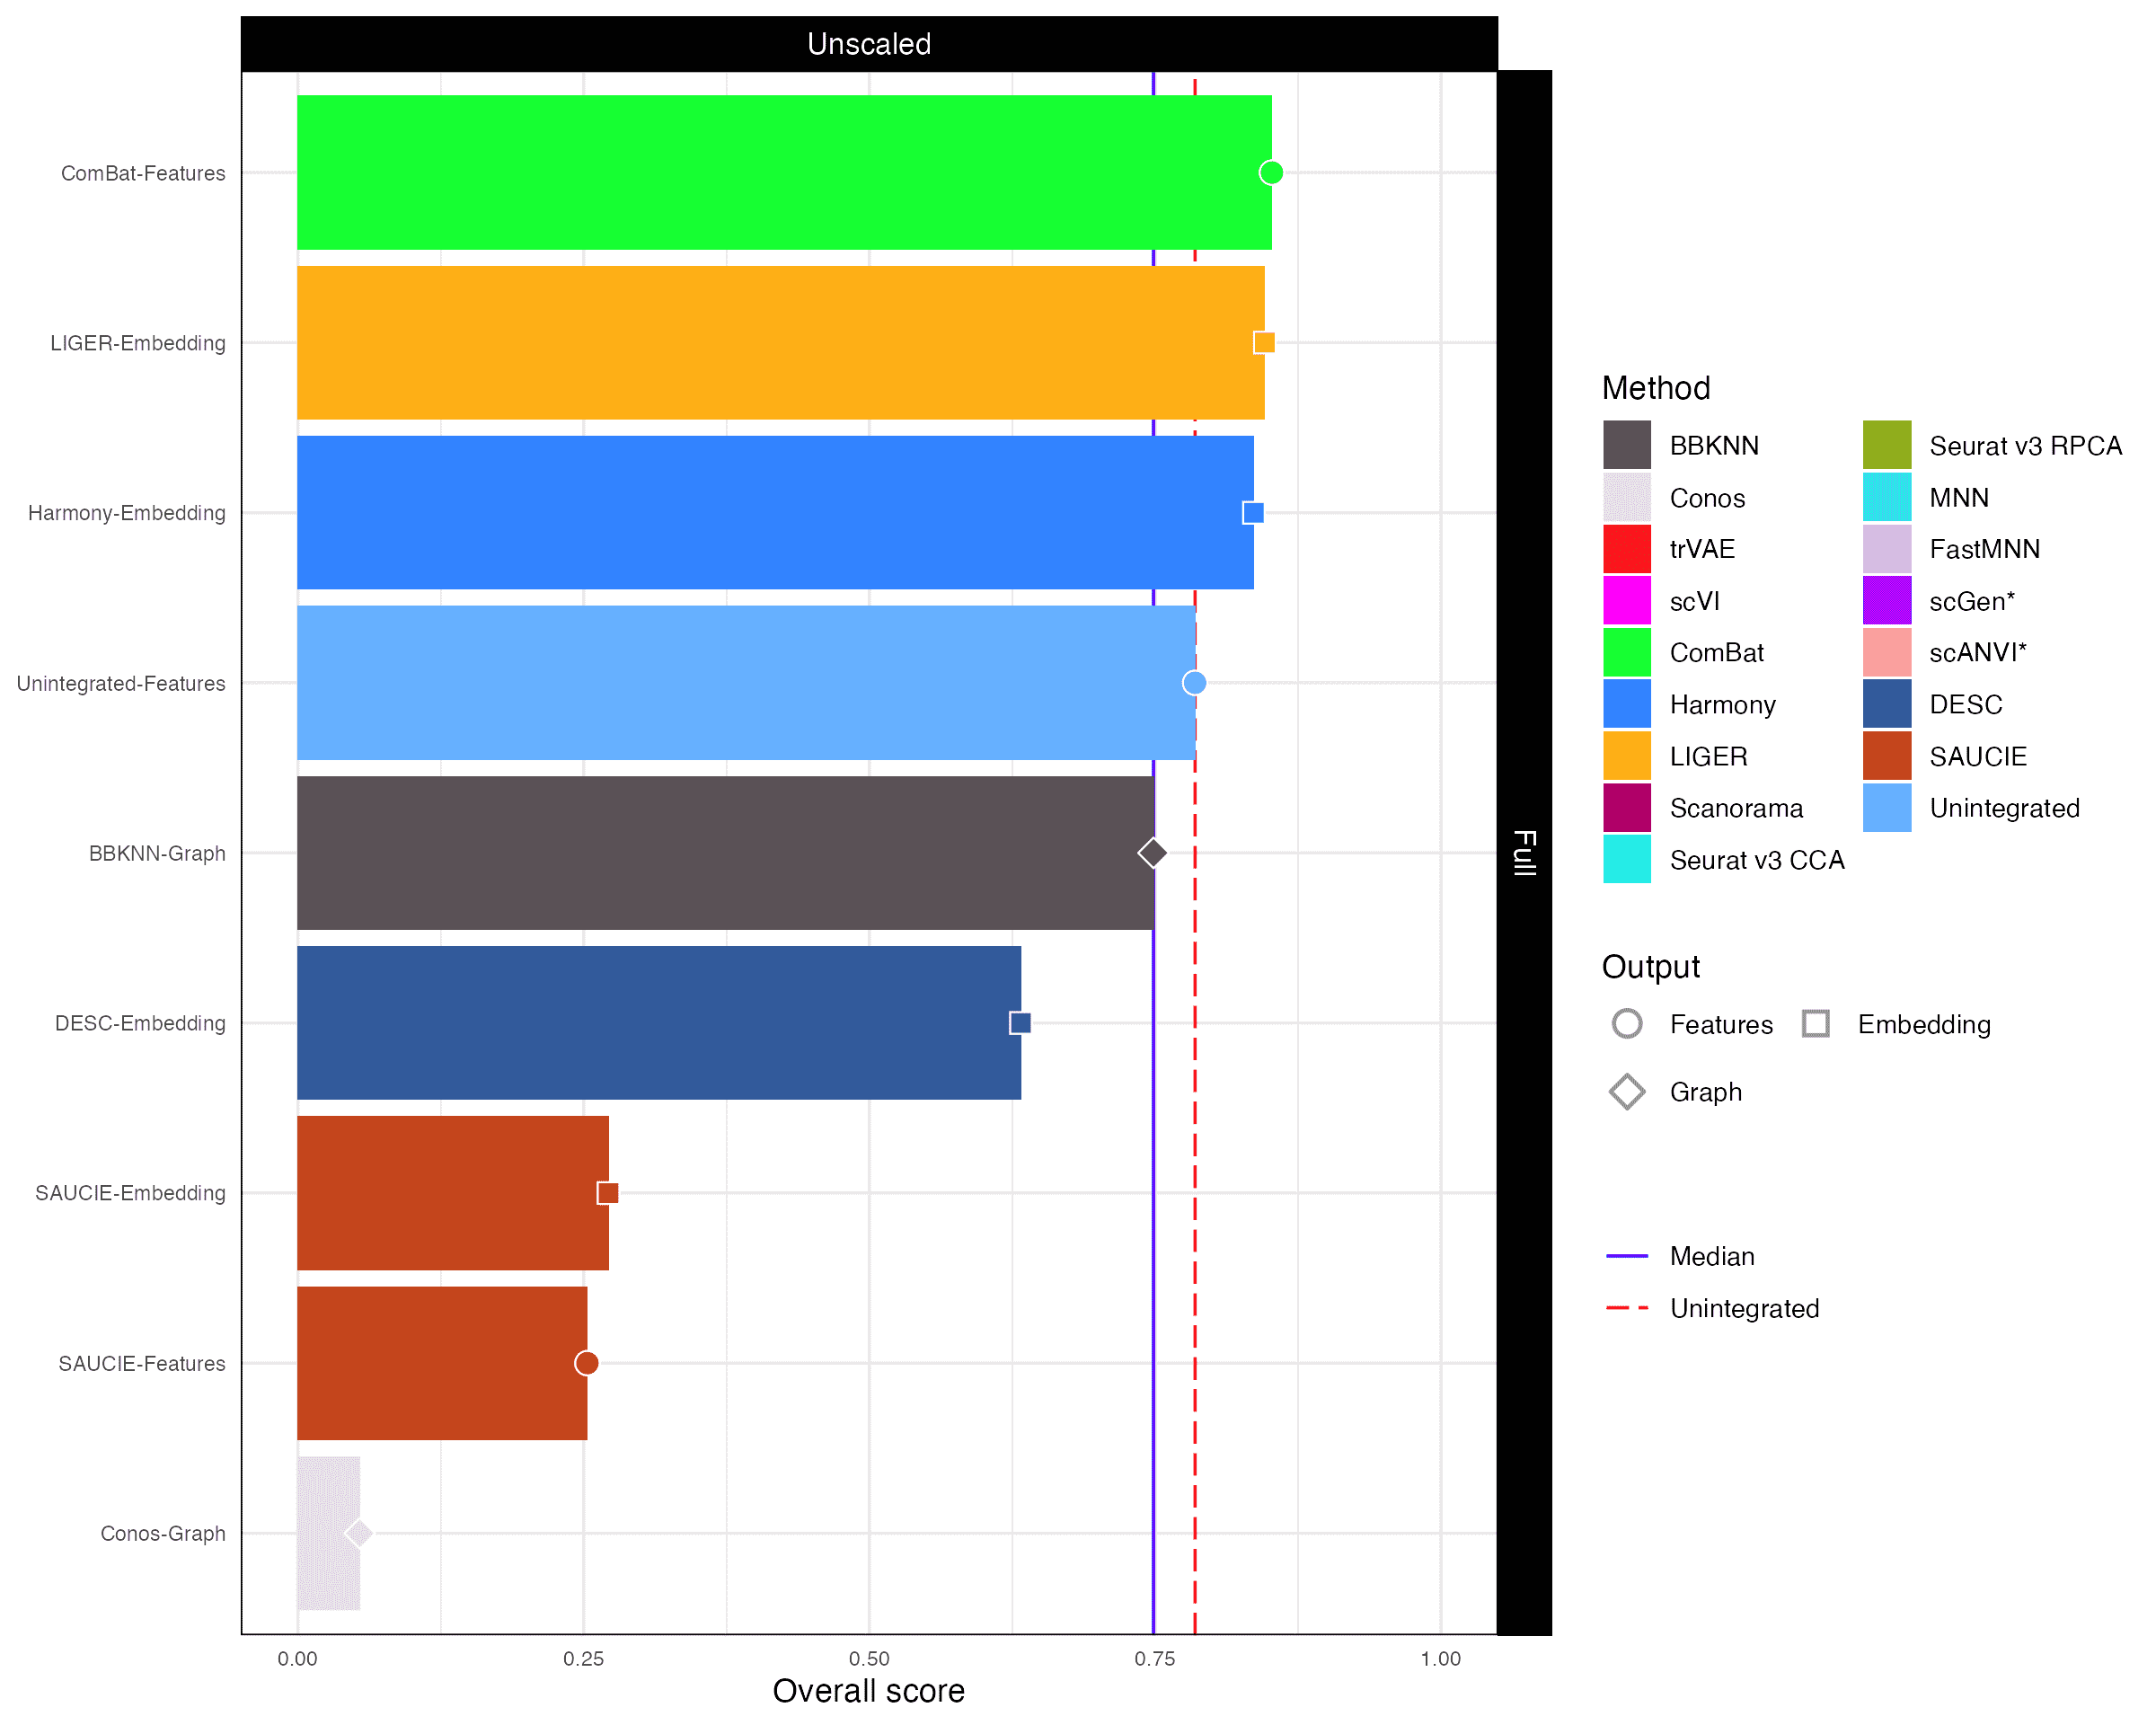 Unscaled
ComBat-Features
LIGER-Embedding
Harmony-Embedding
Unintegrated-Features
BBKNN-Graph
DESC-Embedding
SAUCIE-Embedding
SAUCIE-Features
Conos-Graph
0.00 0.25 0.50 0.75 1.00
Overall score
Full
Method
BBKNN Seurat v3 RPCA
Conos MNN
trVAE FastMNN
scVI scGen*
ComBat scANVI*
Harmony DESC
LIGER SAUCIE
Scanorama Unintegrated
Seurat v3 CCA
Output
Features Embedding
Graph
Median
Unintegrated